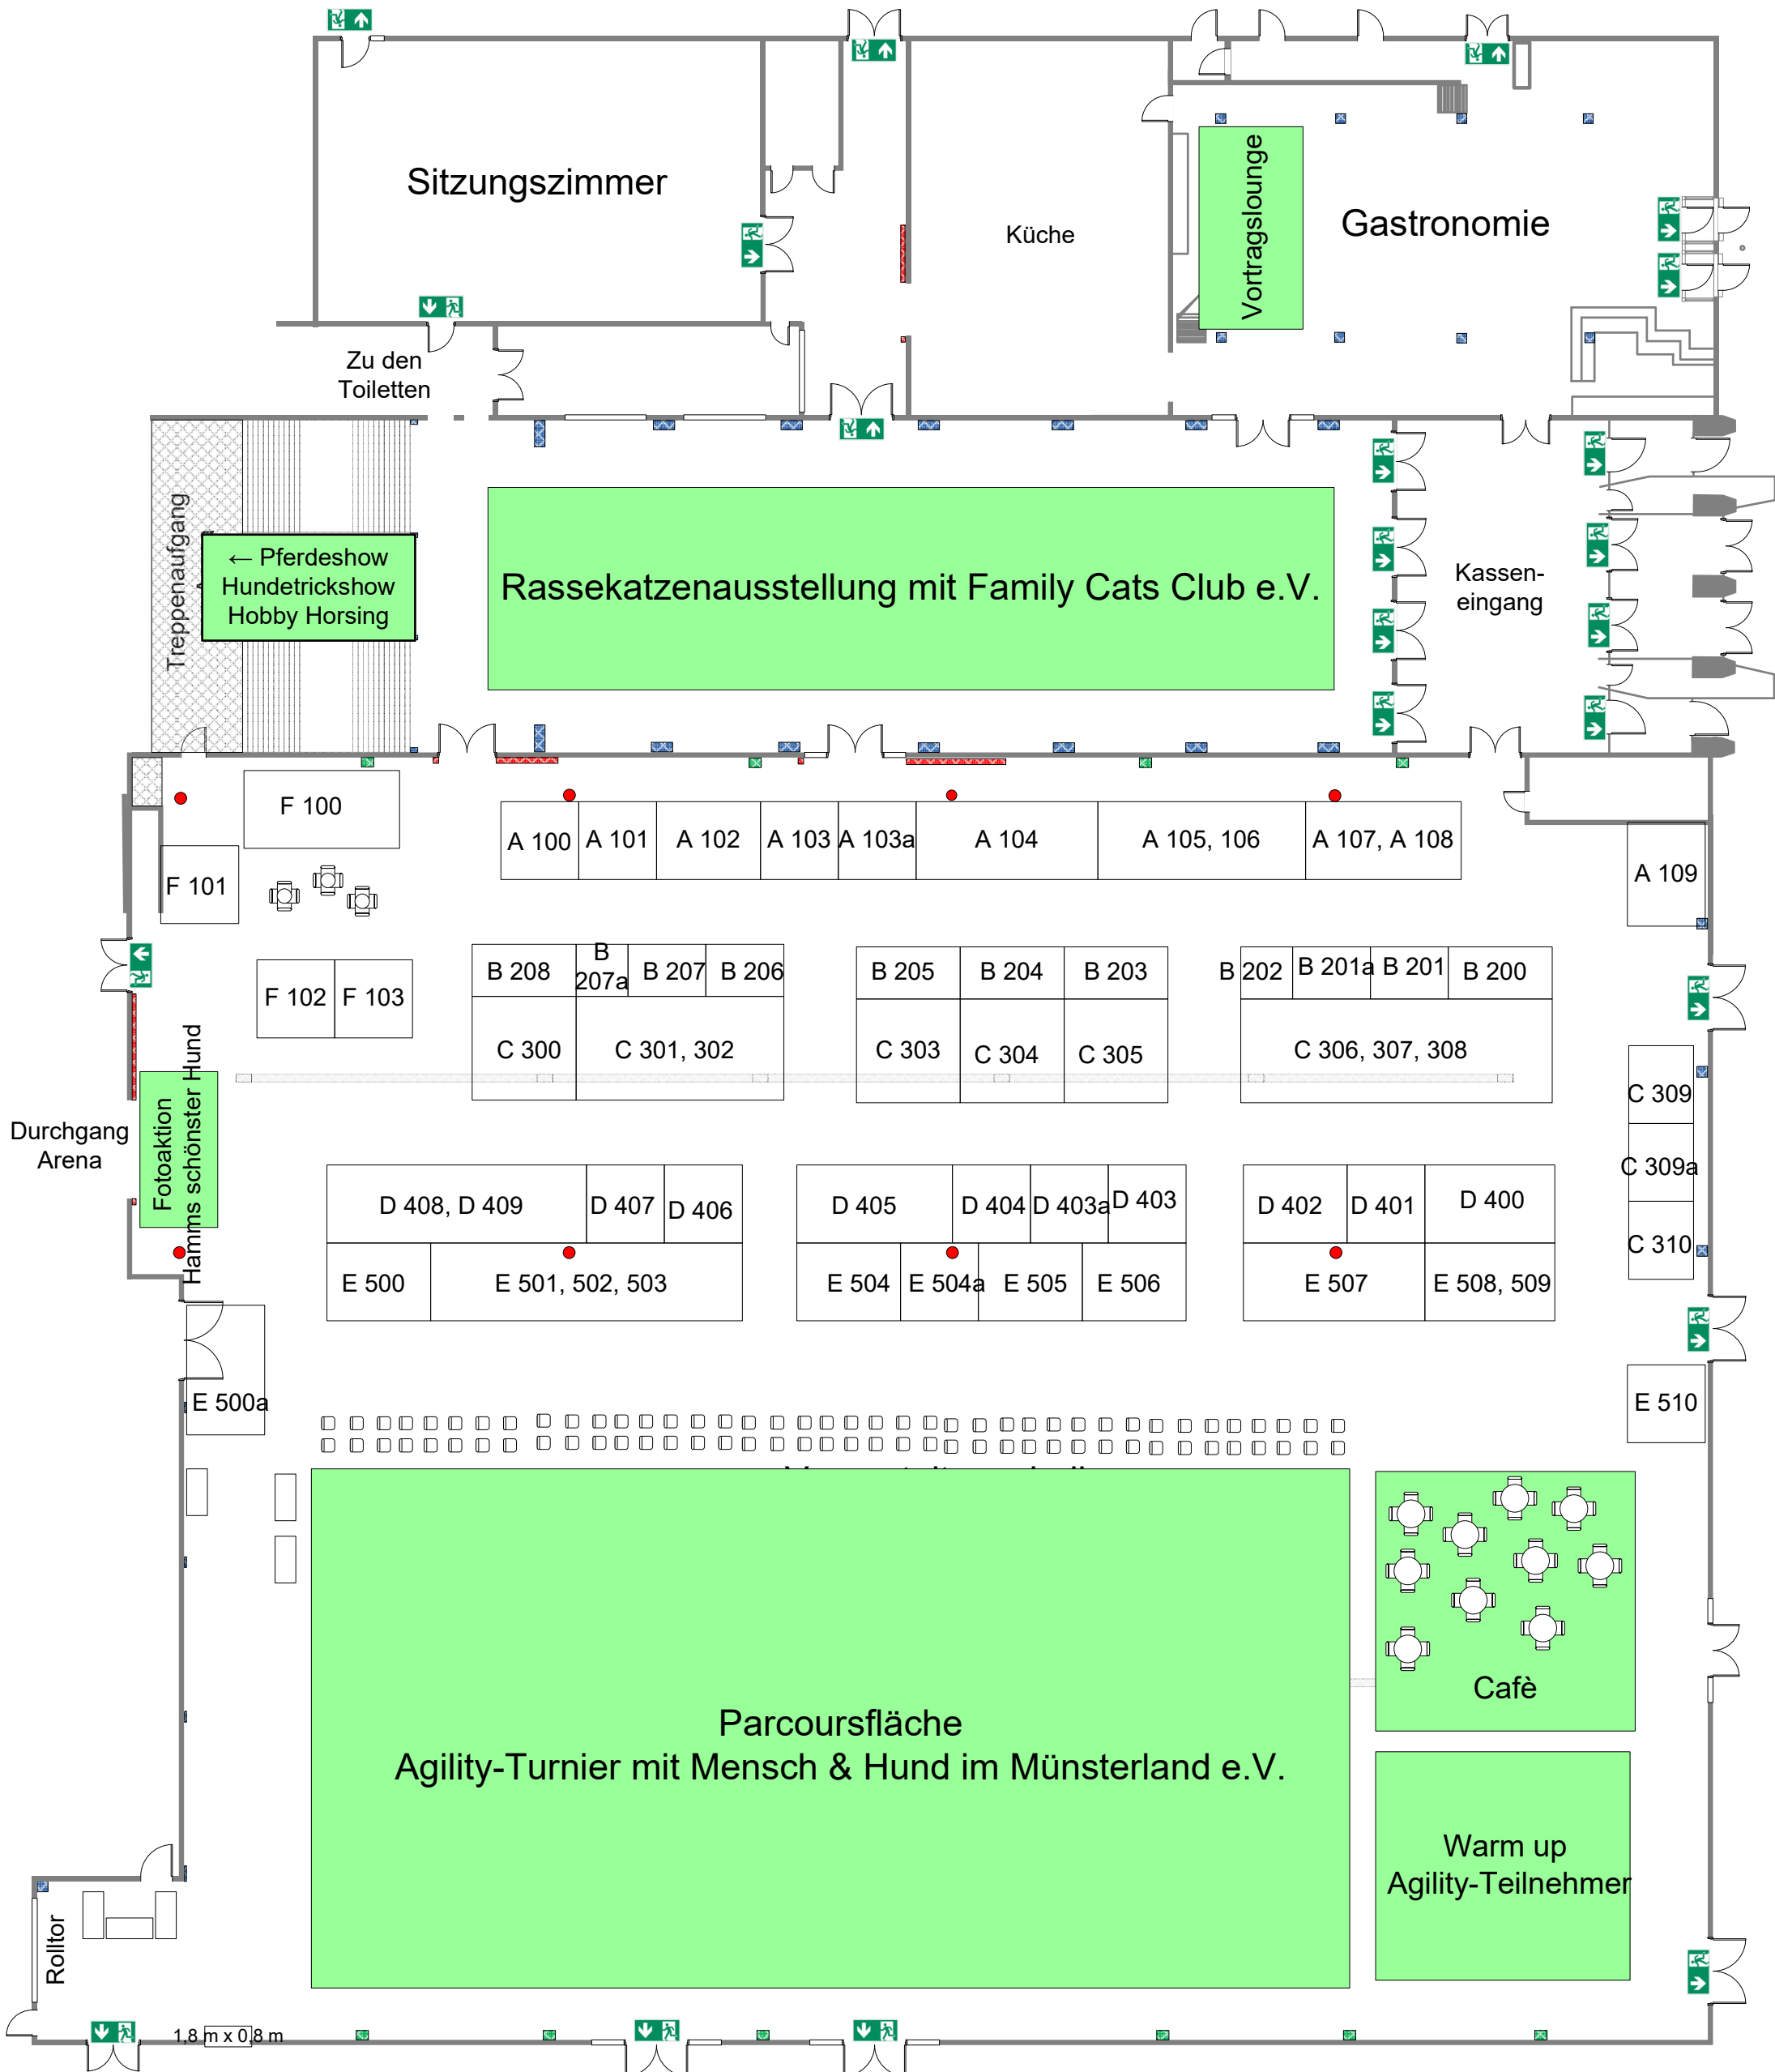 Sitzungszimmer
Küche
Vortragslounge
Gastronomie
Zu den
Toiletten
Treppenaufgang
← Pferdeshow
Hundetrickshow
Hobby Horsing
Rassekatzenausstellung mit Family Cats Club e.V.
Kassen-
eingang
F 100
F 101
A 100
A 101
A 102
A 103
A 103a
A 104
A 105, 106
A 107, A 108
A 109
F 102
F 103
B 208
B
207a
B 207
B 206
B 205
B 204
B 203
B 202
B 201a
B 201
B 200
C 300
C 301, 302
C 303
C 304
C 305
C 306, 307, 308
C 309
C 309a
C 310
Durchgang
Arena
Fotoaktion
Hamms schönster Hund
D 408, D 409
D 407
D 406
D 405
D 404
D 403a
D 403
D 402
D 401
D 400
E 500
E 501, 502, 503
E 504
E 504a
E 505
E 506
E 507
E 508, 509
E 500a
E 510
Cafè
Parcoursfläche
Agility-Turnier mit Mensch & Hund im Münsterland e.V.
Warm up
Agility-Teilnehmer
Rolltor
1,8 m x 0,8 m